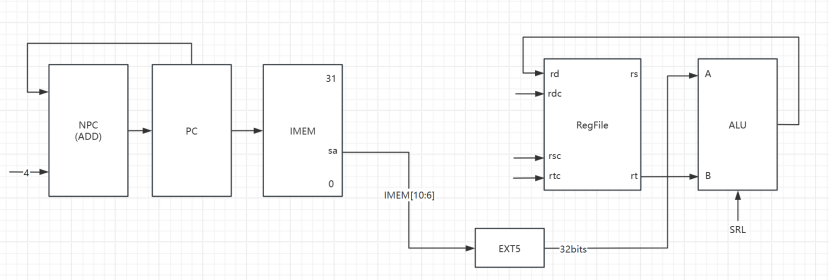 NPC
(ADD)
4
PC
IMEM
31
sa
0
IMEM[10:6]
EXT5
32bits
rd
rdc
rsc
rtc
RegFile
rs
rt
A
B
ALU
SRL